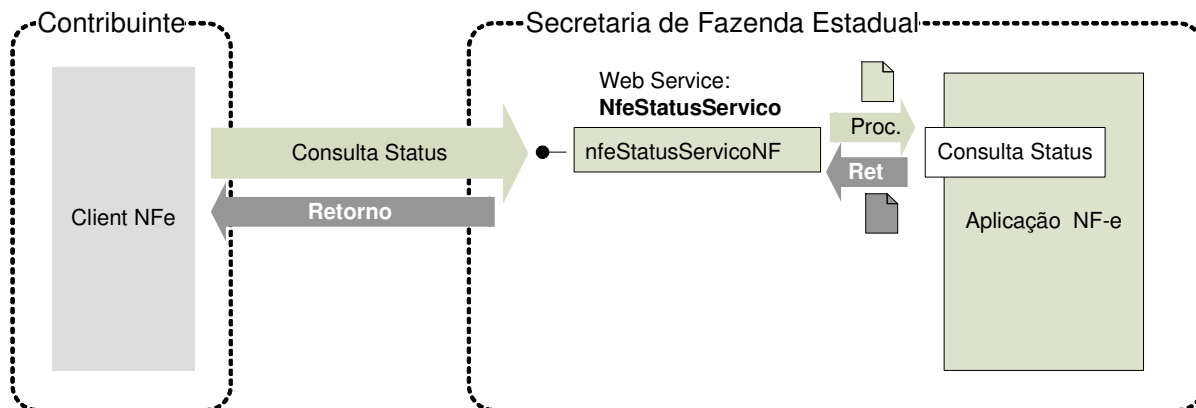 Contribuinte
Secretaria de Fazenda Estadual
Client NFe
Consulta Status
Retorno
Web Service:
NfeStatusServico
nfeStatusServicoNF
Proc.
Ret
Consulta Status
Aplicação NF-e